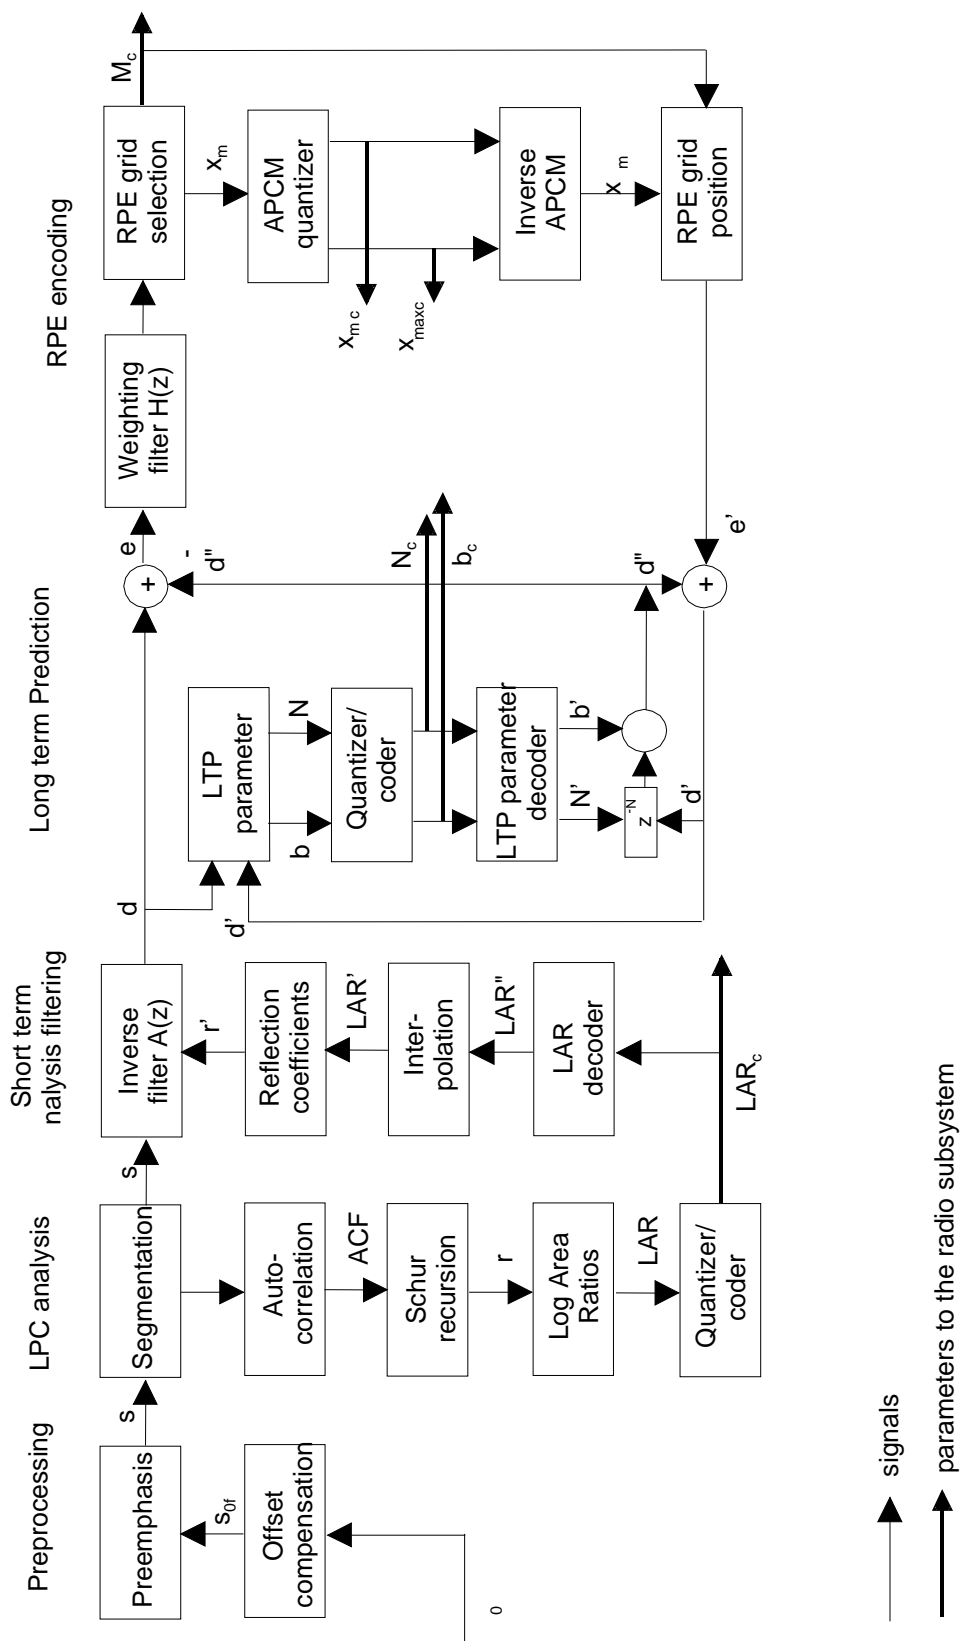 Preprocessing
LPC analysis
Short term
nalysis filtering
Long term Prediction
RPE encoding
Preemphasis
s
Segmentation
s
Inverse
filter A(z)
d
+
e
-
d"
Weighting
filter H(z)
RPE grid
selection
Mc
s0f
Offset
compensation
0
Auto-
correlation
ACF
Schur
recursion
r
Log Area
Ratios
LAR
Quantizer/
coder
LARc
r'
Reflection
coefficients
LAR'
Inter-
polation
LAR"
LAR
decoder
d'
LTP
parameter
b
N
Quantizer/
coder
Nc
bc
LTP parameter
decoder
N'
b'
z-N
d'
d"
+
e'
xm
APCM
quantizer
xm c
xmaxc
Inverse
APCM
x m
RPE grid
position
signals
parameters to the radio subsystem